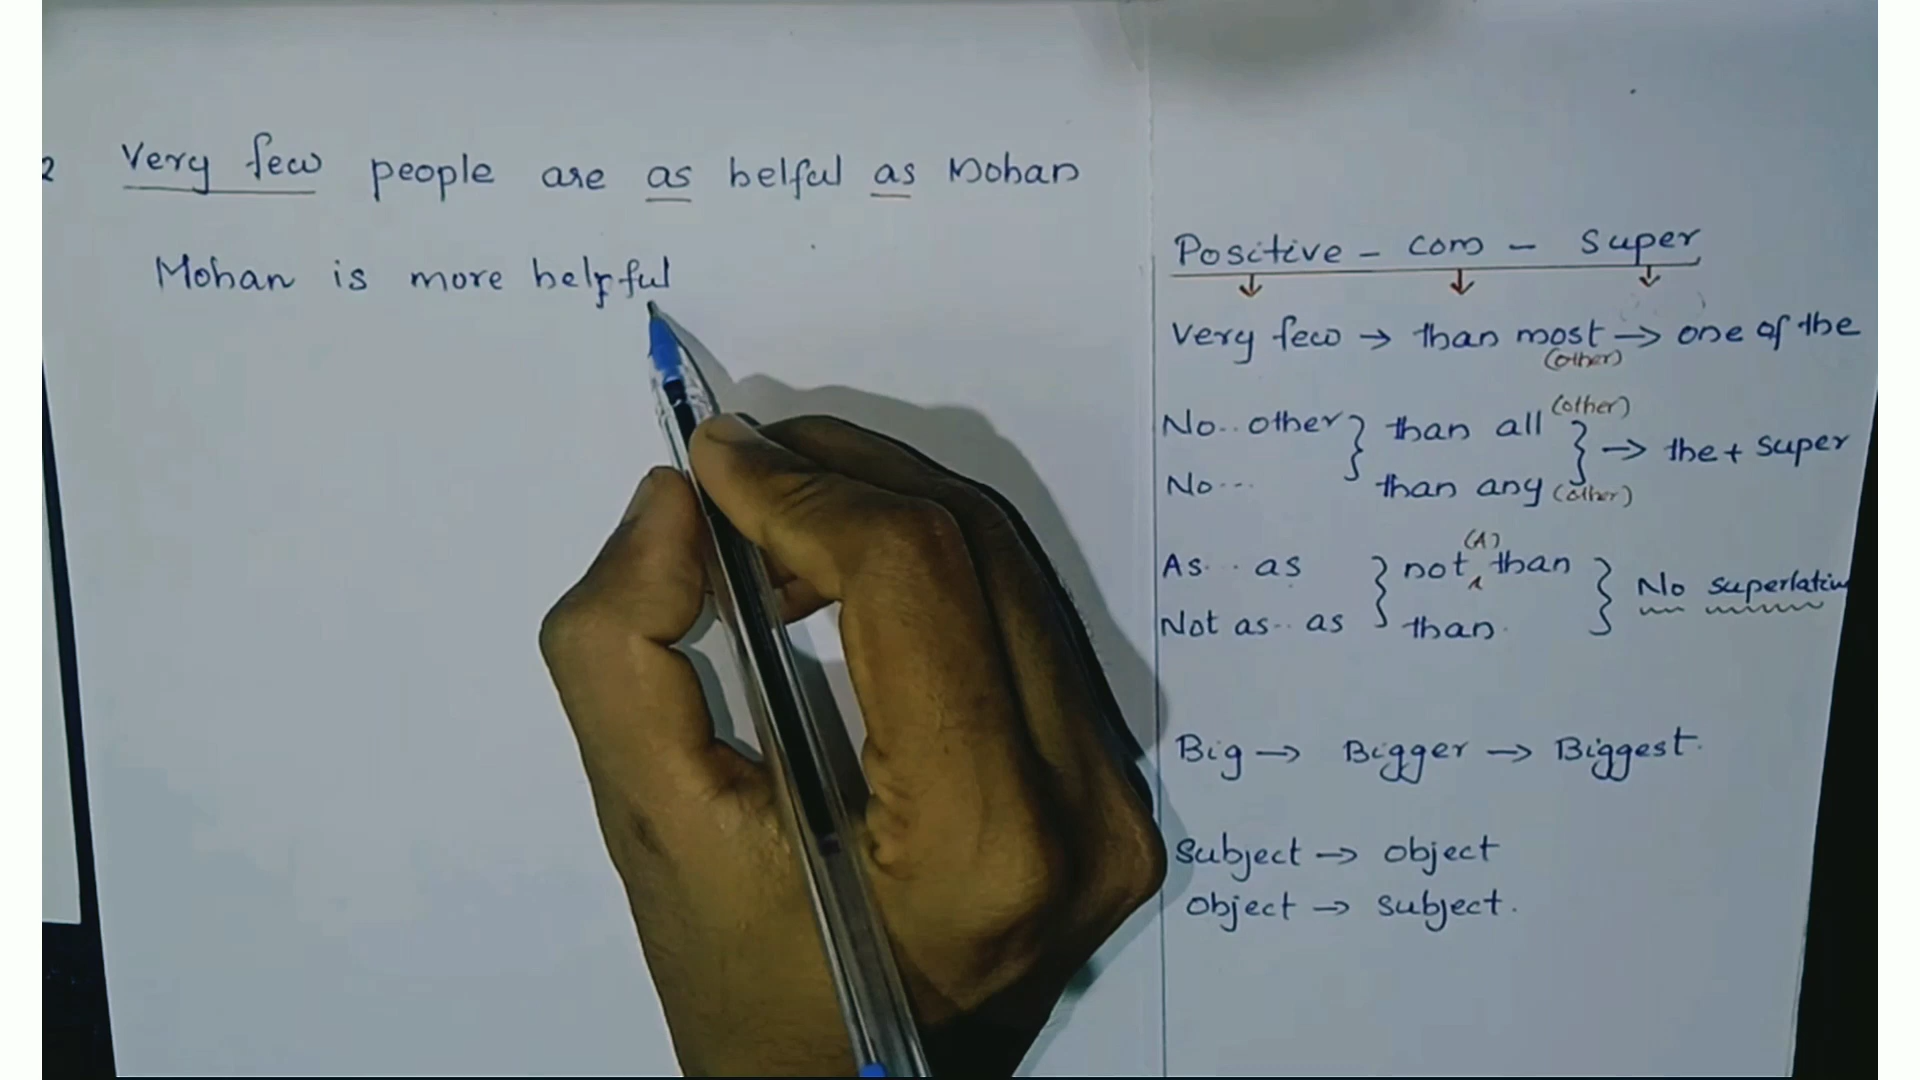 2 Very few people are as helful as Mohan
Mohan is more helpful
Positive - com - super
Very few → than most → one of the
(other)
No.. other } than all (other) } → the + super
No... than any (other)
As.. as } not (A) than } No superlativ
Not as.. as than.
Big → Bigger → Biggest.
Subject → object
object → subject.